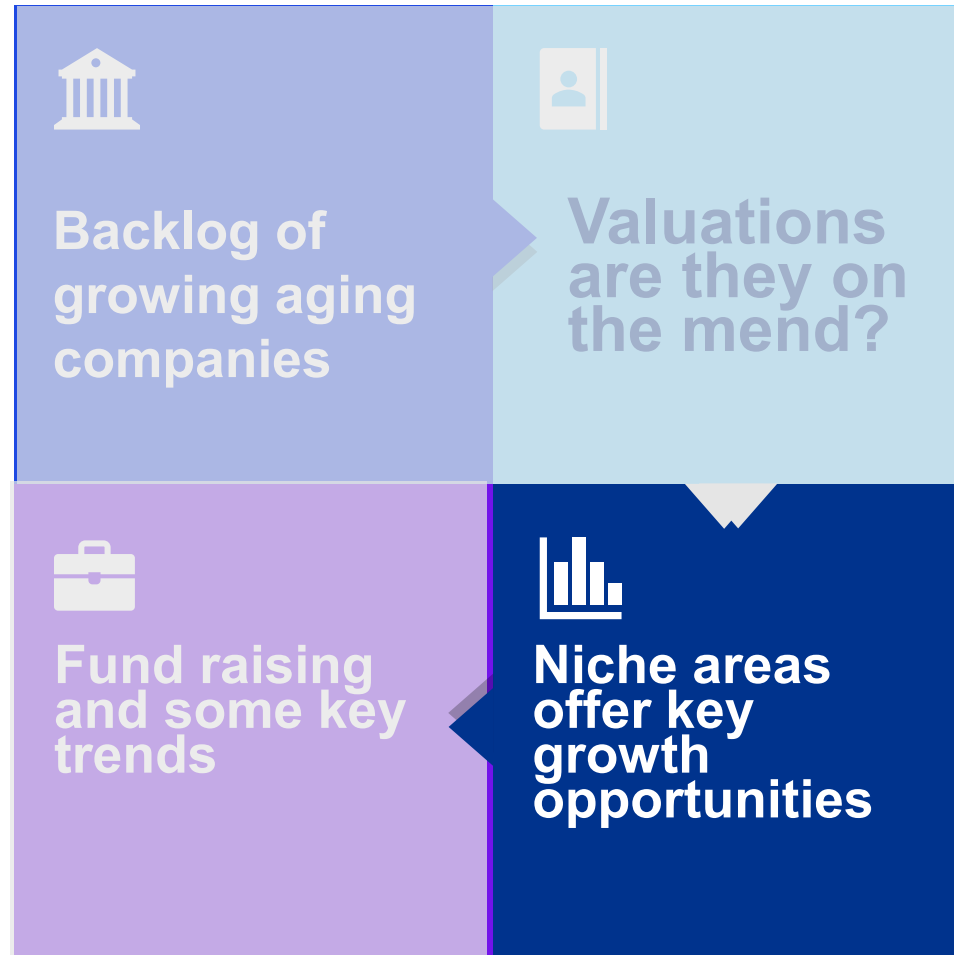 Backlog of
growing aging
companies
Valuations
are they on
the mend?
Fund raising
and some key
trends
Niche areas
offer key
growth
opportunities